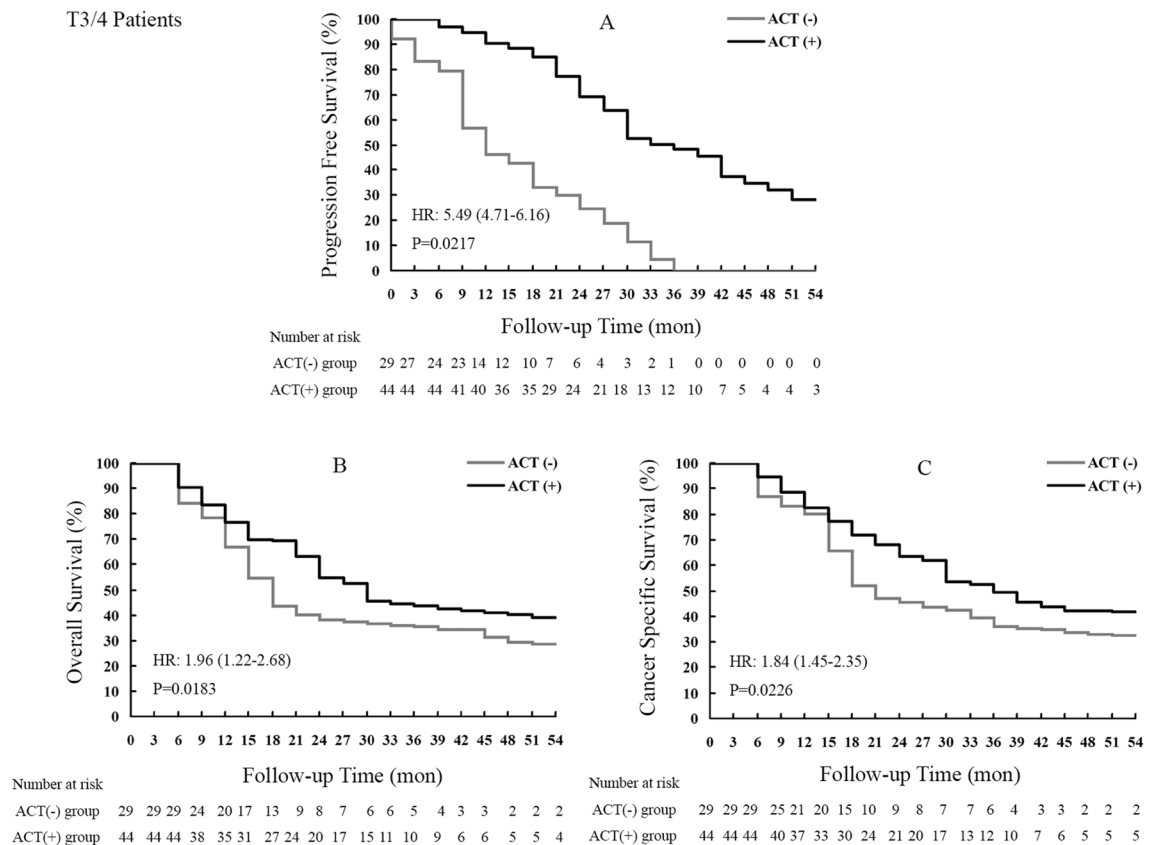 T3/4 Patients
A
ACT (-)
ACT (+)
Progression Free Survival (%)
100
90
80
70
60
50
40
30
20
10
0
HR: 5.49 (4.71-6.16)
P=0.0217
0 3 6 9 12 15 18 21 24 27 30 33 36 39 42 45 48 51 54
Follow-up Time (mon)
Number at risk
ACT(-) group 29 27 24 23 14 12 10 7 6 4 3 2 1 0 0 0 0 0 0
ACT(+) group 44 44 44 41 40 36 35 29 24 21 18 13 12 10 7 5 4 4 3
B
ACT (-)
ACT (+)
Overall Survival (%)
100
90
80
70
60
50
40
30
20
10
0
HR: 1.96 (1.22-2.68)
P=0.0183
0 3 6 9 12 15 18 21 24 27 30 33 36 39 42 45 48 51 54
Follow-up Time (mon)
Number at risk
ACT(-) group 29 29 29 24 20 17 13 9 8 7 6 6 5 4 3 3 2 2 2
ACT(+) group 44 44 44 38 35 31 27 24 20 17 15 11 10 9 6 6 5 5 4
C
ACT (-)
ACT (+)
Cancer Specific Survival (%)
100
90
80
70
60
50
40
30
20
10
0
HR: 1.84 (1.45-2.35)
P=0.0226
0 3 6 9 12 15 18 21 24 27 30 33 36 39 42 45 48 51 54
Follow-up Time (mon)
Number at risk
ACT(-) group 29 29 29 25 21 20 15 10 9 8 7 7 6 4 3 3 2 2 2
ACT(+) group 44 44 44 40 37 33 30 24 21 20 17 13 12 10 7 6 5 5 5